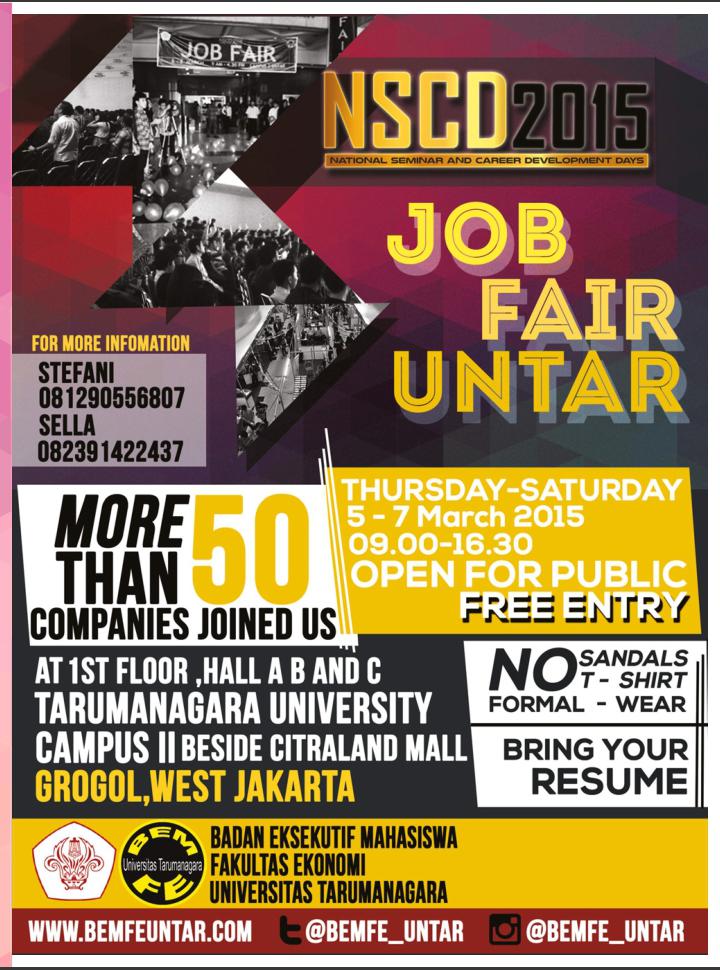 JOB FAIR
FAI
NSCD2015
NATIONAL SEMINAR AND CAREER DEVELOPMENT DAYS
JOB
FAIR
UNTAR
FOR MORE INFOMATION
STEFANI
081290556807
SELLA
082391422437
MORE
THAN 50
COMPANIES JOINED US
THURSDAY-SATURDAY
5 - 7 March 2015
09.00-16.30
OPEN FOR PUBLIC
FREE ENTRY
AT 1ST FLOOR ,HALL A B AND C
TARUMANAGARA UNIVERSITY
CAMPUS II BESIDE CITRALAND MALL
GROGOL,WEST JAKARTA
NO SANDALS
T - SHIRT
FORMAL - WEAR
BRING YOUR
RESUME
BEM
Universitas Tarumanagara
FE
BADAN EKSEKUTIF MAHASISWA
FAKULTAS EKONOMI
UNIVERSITAS TARUMANAGARA
WWW.BEMFEUNTAR.COM
@BEMFE_UNTAR
@BEMFE_UNTAR